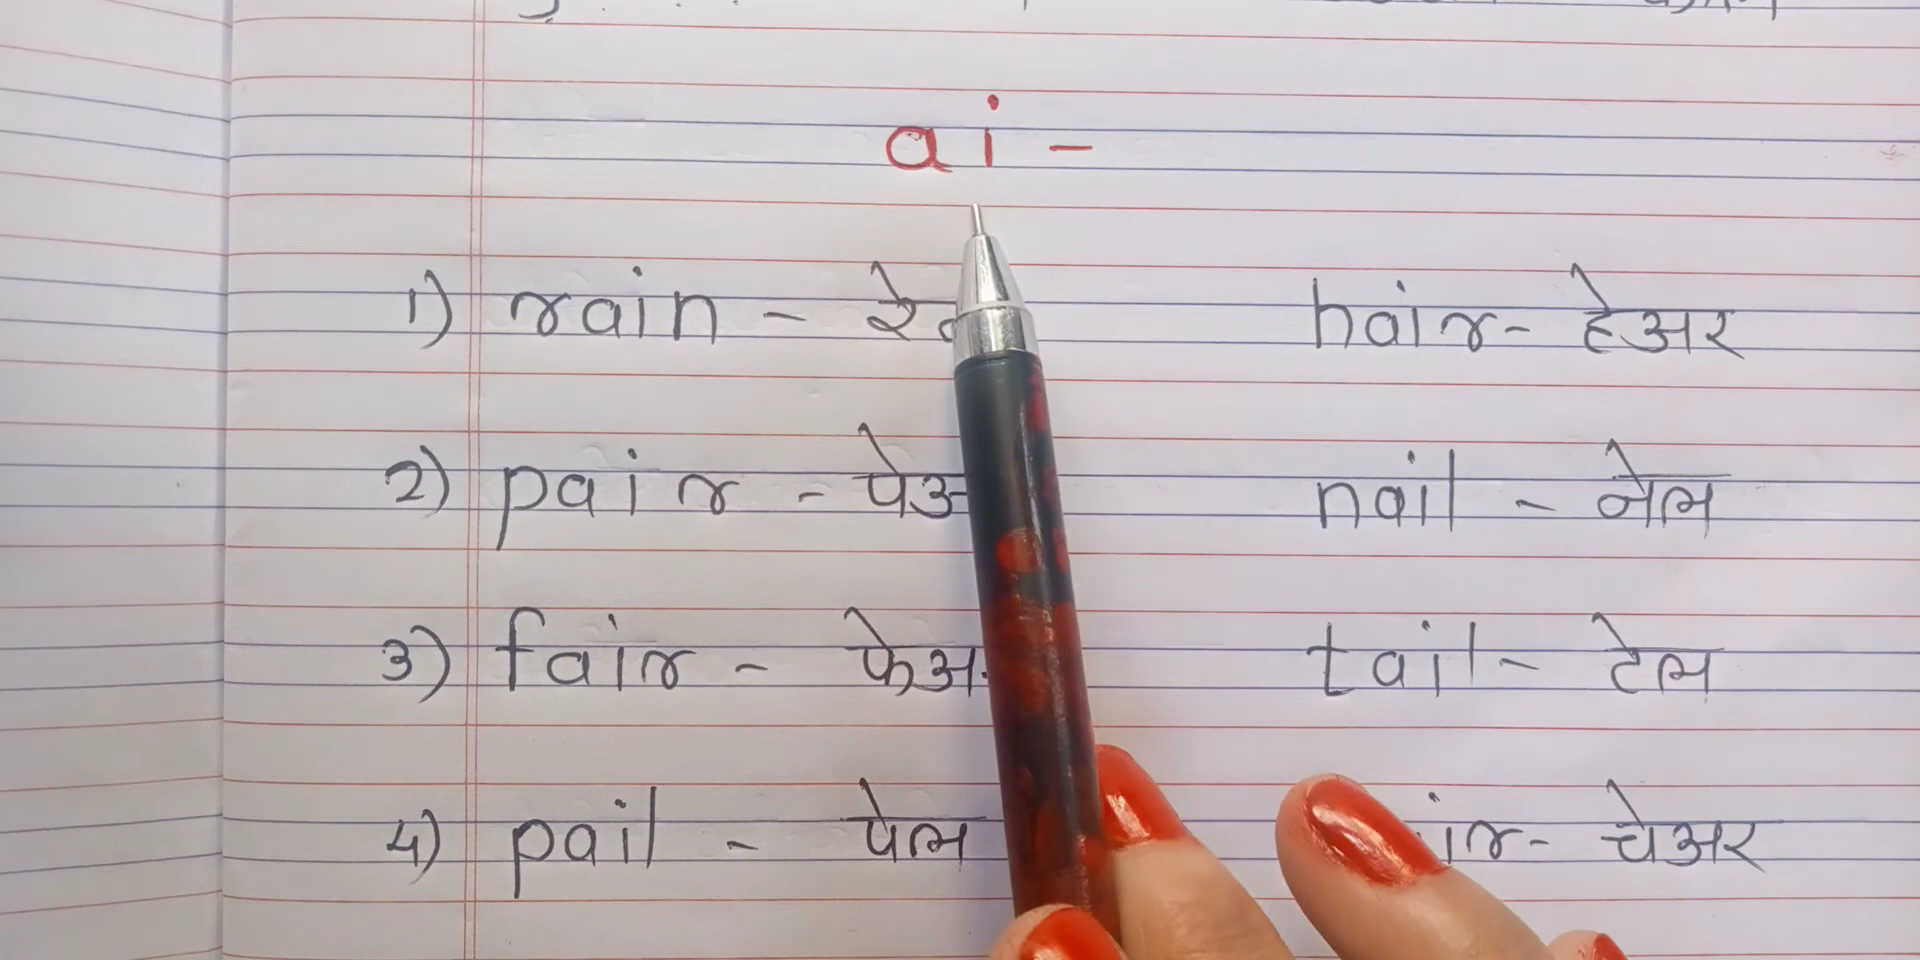 ai -
1) rain - hair - हेअर
2) pair - nail - नेल
3) fair - tail - टेल
4) pail - पेल चेअर